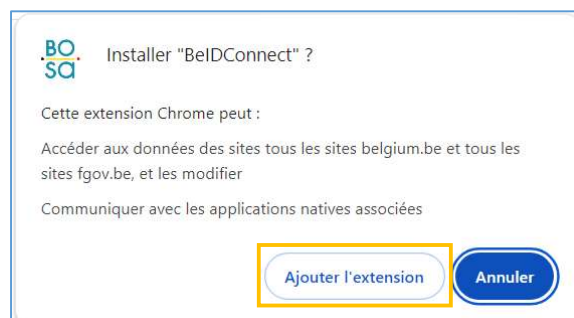 BO
SA
Installer "BeIDConnect" ?
Cette extension Chrome peut :
Accéder aux données des sites tous les sites belgium.be et tous les
sites fgov.be, et les modifier
Communiquer avec les applications natives associées
Ajouter l'extension
Annuler